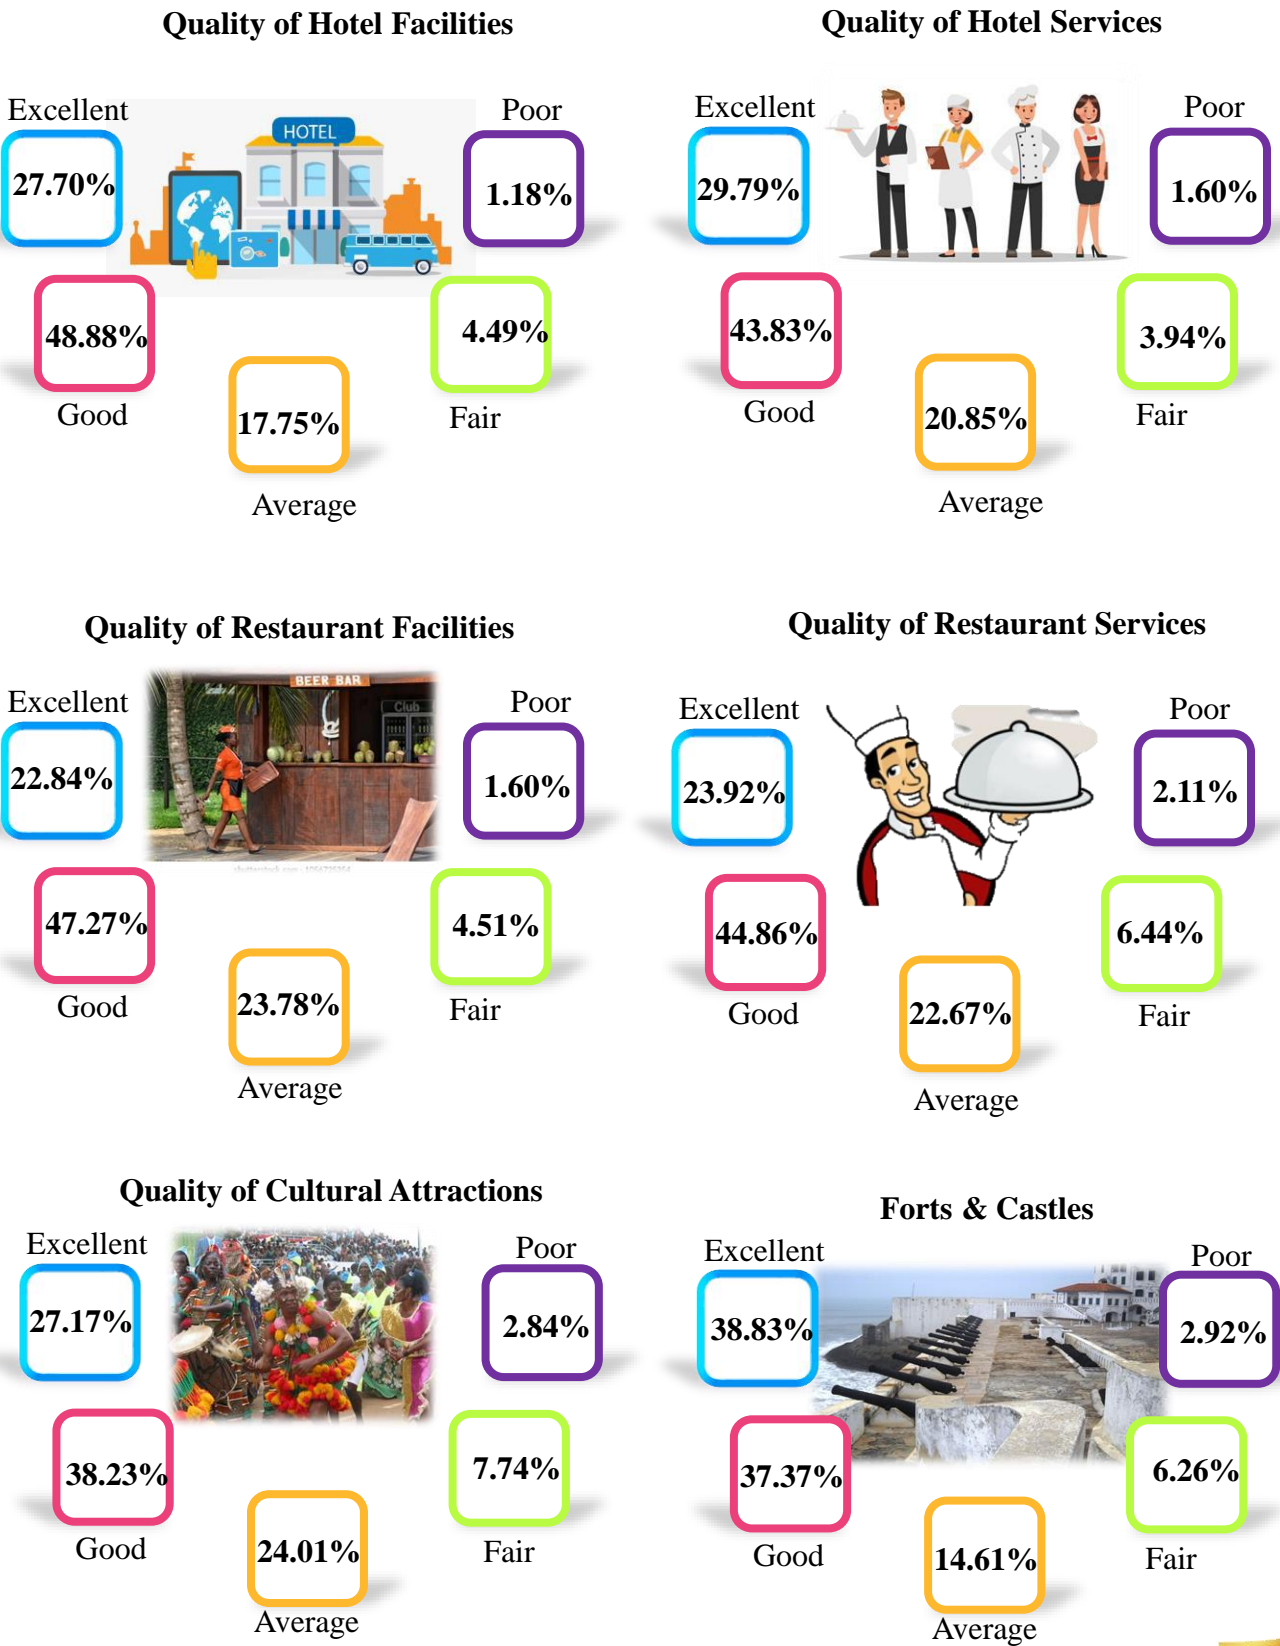 Quality of Hotel Facilities
Excellent
Poor
HOTEL
27.70%
1.18%
48.88%
4.49%
Good
17.75%
Fair
Average
Quality of Hotel Services
Excellent
Poor
29.79%
1.60%
43.83%
3.94%
Good
20.85%
Fair
Average
Quality of Restaurant Facilities
BEER BAR
Excellent
Poor
Club
22.84%
1.60%
47.27%
4.51%
Good
23.78%
Fair
Average
Quality of Restaurant Services
Excellent
Poor
23.92%
2.11%
44.86%
6.44%
Good
22.67%
Fair
Average
Quality of Cultural Attractions
Excellent
Poor
27.17%
2.84%
38.23%
7.74%
Good
24.01%
Fair
Average
Forts & Castles
Excellent
Poor
38.83%
2.92%
37.37%
6.26%
Good
14.61%
Fair
Average